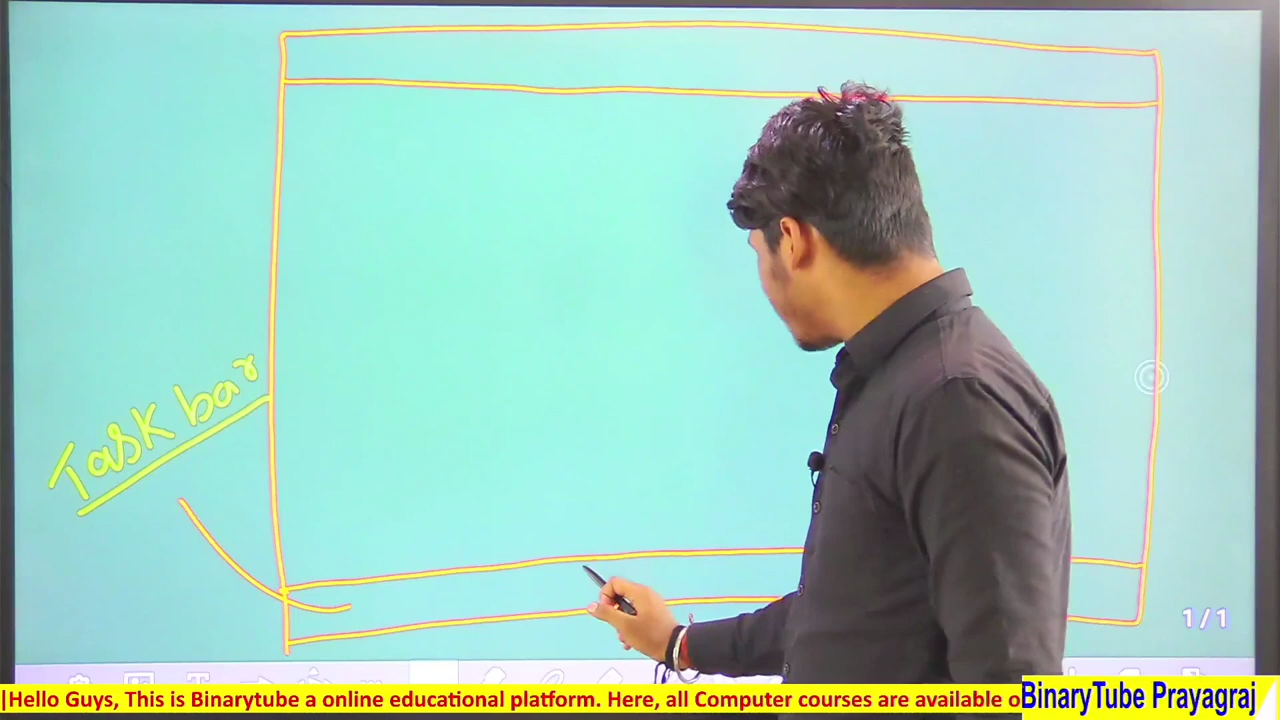 Task bar
1/1
|Hello Guys, This is Binarytube a online educational platform. Here, all Computer courses are available o
BinaryTube Prayagraj